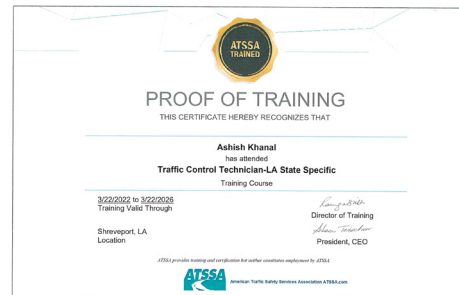 ATSSA
TRAINED
PROOF OF TRAINING
THIS CERTIFICATE HEREBY RECOGNIZES THAT
Ashish Khanal
has attended
Traffic Control Technician-LA State Specific
Training Course
3/22/2022 to 3/22/2026
Training Valid Through
Director of Training
Shreveport, LA
Location
President, CEO
ATSSA provides training and certification but neither constitutes employment by ATSSA
ATSSA
American Traffic Safety Services Association ATSSA.com